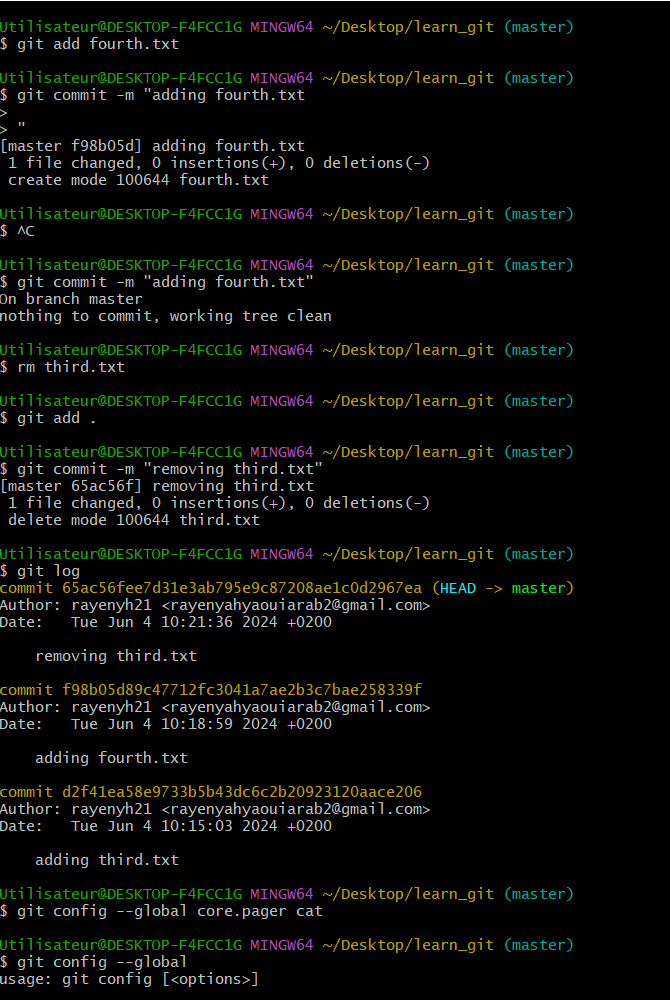 Utilisateur@DESKTOP-F4FCC1G MINGW64 ~/Desktop/learn_git (master)
$ git add fourth.txt
Utilisateur@DESKTOP-F4FCC1G MINGW64 ~/Desktop/learn_git (master)
$ git commit -m "adding fourth.txt
>
> "
[master f98b05d] adding fourth.txt
 1 file changed, 0 insertions(+), 0 deletions(-)
 create mode 100644 fourth.txt
Utilisateur@DESKTOP-F4FCC1G MINGW64 ~/Desktop/learn_git (master)
$ ^C
Utilisateur@DESKTOP-F4FCC1G MINGW64 ~/Desktop/learn_git (master)
$ git commit -m "adding fourth.txt"
On branch master
nothing to commit, working tree clean
Utilisateur@DESKTOP-F4FCC1G MINGW64 ~/Desktop/learn_git (master)
$ rm third.txt
Utilisateur@DESKTOP-F4FCC1G MINGW64 ~/Desktop/learn_git (master)
$ git add .
Utilisateur@DESKTOP-F4FCC1G MINGW64 ~/Desktop/learn_git (master)
$ git commit -m "removing third.txt"
[master 65ac56f] removing third.txt
 1 file changed, 0 insertions(+), 0 deletions(-)
 delete mode 100644 third.txt
Utilisateur@DESKTOP-F4FCC1G MINGW64 ~/Desktop/learn_git (master)
$ git log
commit 65ac56fee7d31e3ab795e9c87208ae1c0d2967ea (HEAD -> master)
Author: rayenyh21 <rayenyahyaouiarab2@gmail.com>
Date:   Tue Jun 4 10:21:36 2024 +0200
    removing third.txt
commit f98b05d89c47712fc3041a7ae2b3c7bae258339f
Author: rayenyh21 <rayenyahyaouiarab2@gmail.com>
Date:   Tue Jun 4 10:18:59 2024 +0200
    adding fourth.txt
commit d2f41ea58e9733b5b43dc6c2b20923120aace206
Author: rayenyh21 <rayenyahyaouiarab2@gmail.com>
Date:   Tue Jun 4 10:15:03 2024 +0200
    adding third.txt
Utilisateur@DESKTOP-F4FCC1G MINGW64 ~/Desktop/learn_git (master)
$ git config --global core.pager cat
Utilisateur@DESKTOP-F4FCC1G MINGW64 ~/Desktop/learn_git (master)
$ git config --global
usage: git config [<options>]